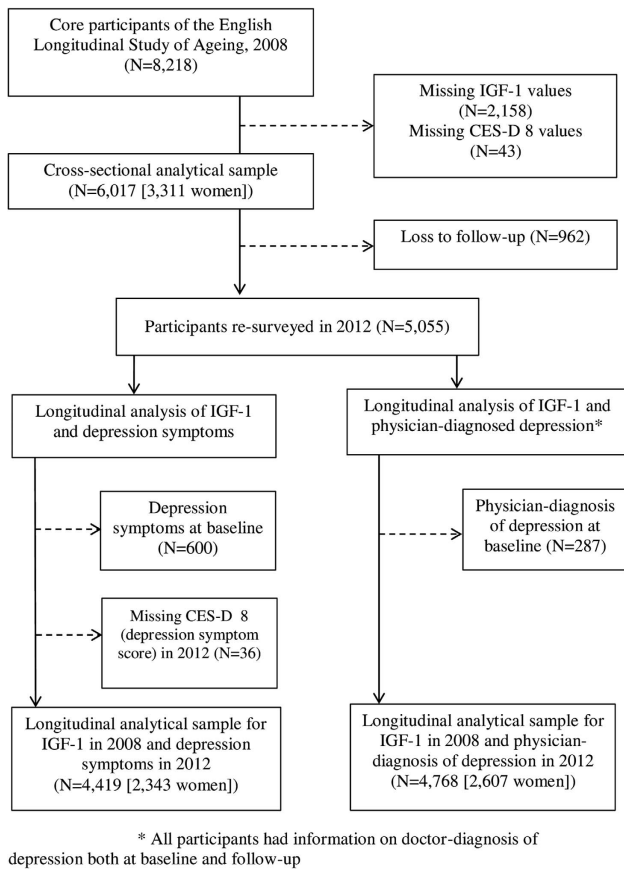 Core participants of the English
Longitudinal Study of Ageing, 2008
(N=8,218)
Missing IGF-1 values
(N=2,158)
Missing CES-D 8 values
(N=43)
Cross-sectional analytical sample
(N=6,017 [3,311 women])
Loss to follow-up (N=962)
Participants re-surveyed in 2012 (N=5,055)
Longitudinal analysis of IGF-1
and depression symptoms
Longitudinal analysis of IGF-1 and
physician-diagnosed depression*
Depression
symptoms at baseline
(N=600)
Physician-diagnosis
of depression at
baseline (N=287)
Missing CES-D 8
(depression symptom
score) in 2012 (N=36)
Longitudinal analytical sample for
IGF-1 in 2008 and depression
symptoms in 2012
(N=4,419 [2,343 women])
Longitudinal analytical sample for
IGF-1 in 2008 and physician-
diagnosis of depression in 2012
(N=4,768 [2,607 women])
* All participants had information on doctor-diagnosis of
depression both at baseline and follow-up